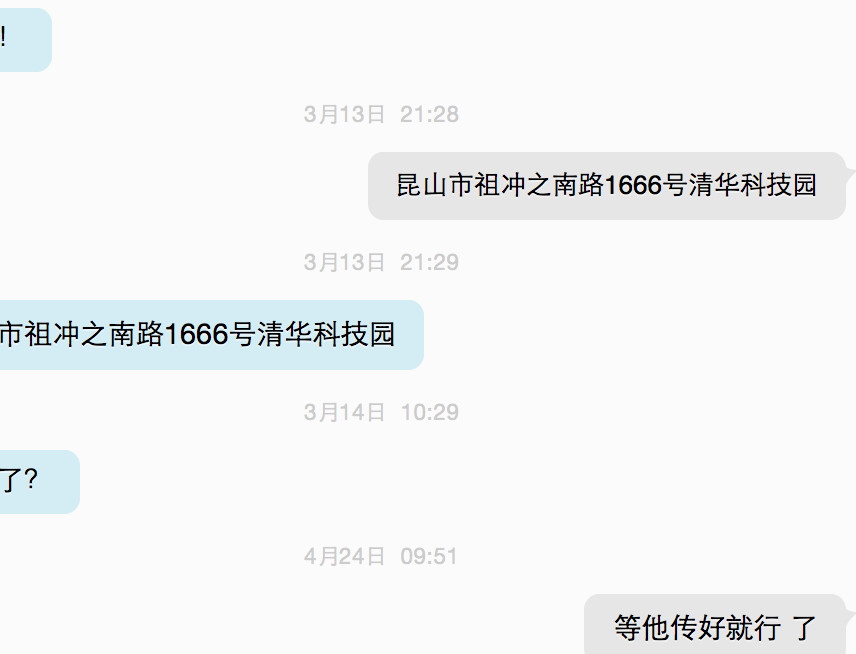 !
3月13日 21:28
昆山市祖冲之南路1666号清华科技园
3月13日 21:29
市祖冲之南路1666号清华科技园
3月14日 10:29
了?
4月24日 09:51
等他传好就行 了